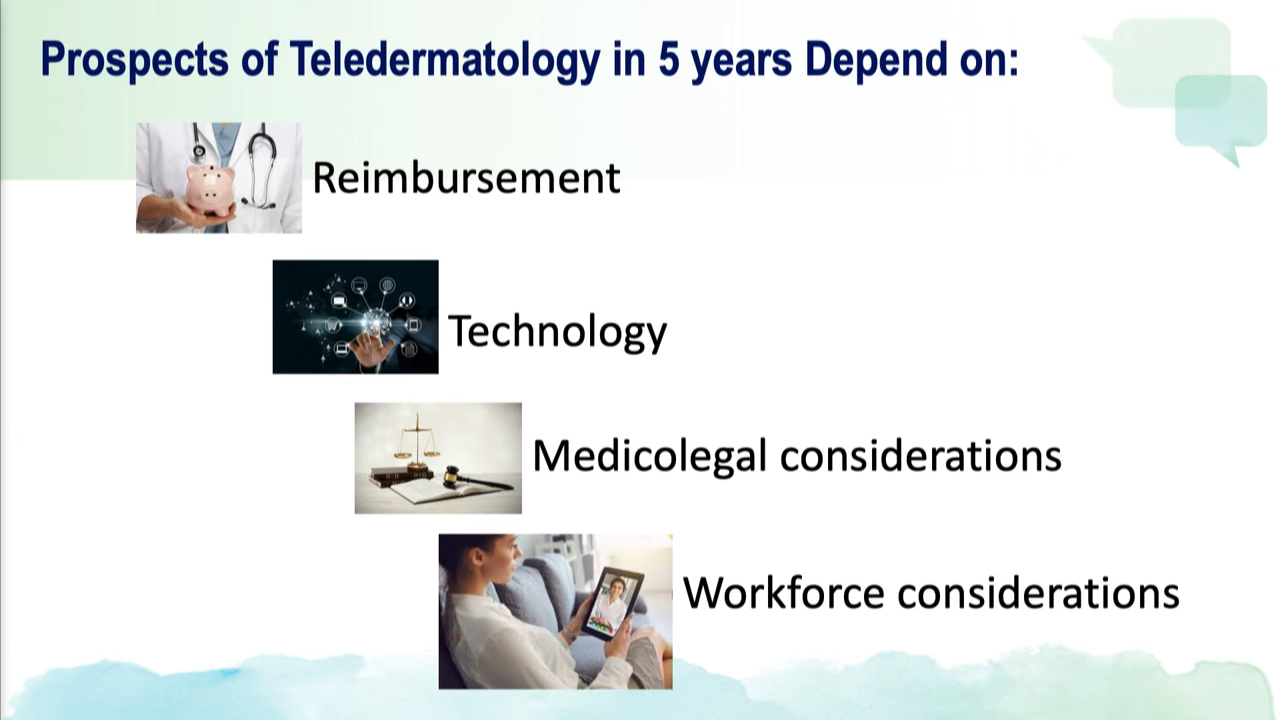 Prospects of Teledermatology in 5 years Depend on:
Reimbursement
Technology
Medicolegal considerations
Workforce considerations